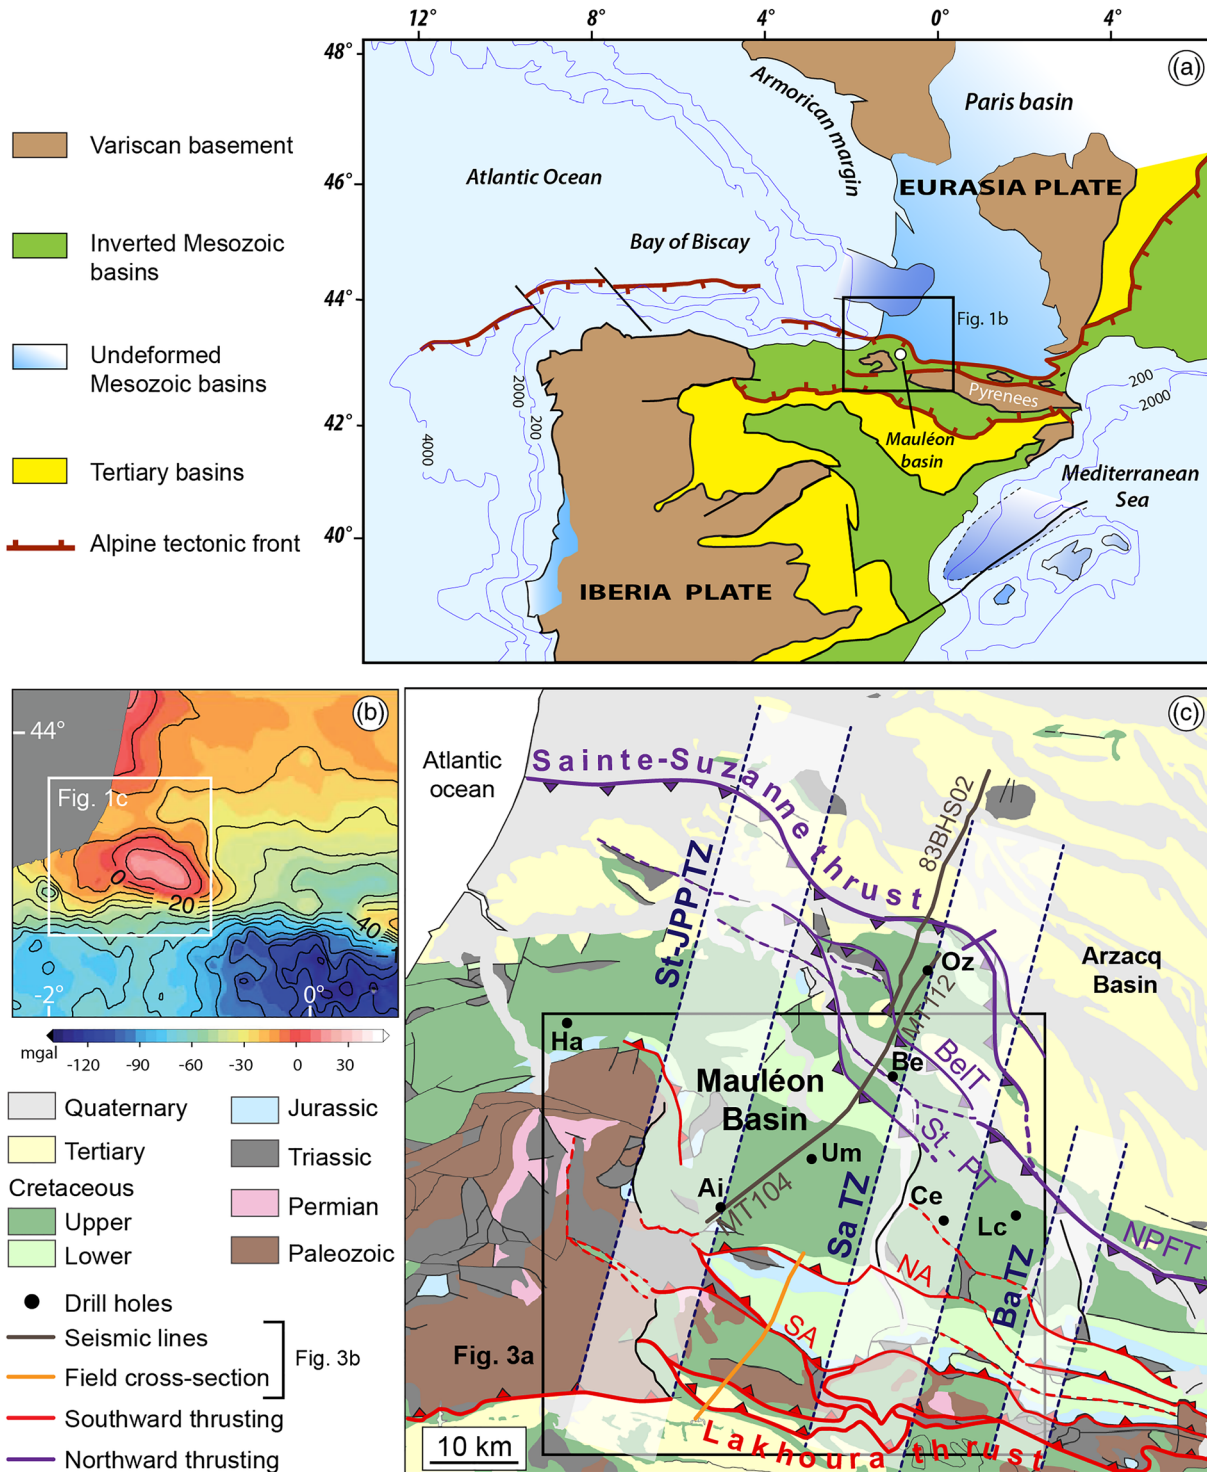 12°
8°
4°
0°
4°
48°
46°
44°
42°
40°
(a)
Armorican
margin
Paris basin
Atlantic Ocean
EURASIA PLATE
Bay of Biscay
Fig. 1b
Pyrenees
Mauléon
basin
Mediterranean
Sea
200
2000
2000
200
4000
IBERIA PLATE
Variscan basement
Inverted Mesozoic
basins
Undeformed
Mesozoic basins
Tertiary basins
Alpine tectonic front
(b)
44°
Fig. 1c
0
20
40
-2°
0°
mgal
-120
-90
-60
-30
0
30
Quaternary
Tertiary
Cretaceous
Upper
Lower
Jurassic
Triassic
Permian
Paleozoic
Drill holes
Seismic lines
Field cross-section
Fig. 3b
Southward thrusting
Northward thrusting
(c)
Atlantic
ocean
Sainte-Suzanne thrust
83BHS02
St-JPP TZ
Oz
MT112
Arzacq
Basin
Ha
Be
BelT
Mauléon
Basin
St-PT
Um
Ai
MT104
Sa TZ
Ce
Lc
NPFT
NA
Ba TZ
SA
Fig. 3a
Lakhoura thrust
10 km